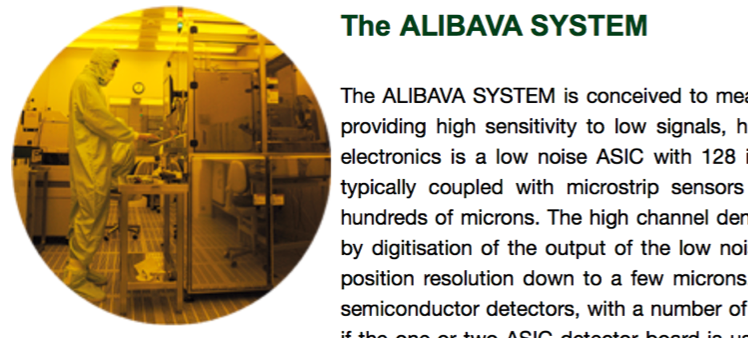 The ALIBAVA SYSTEM
The ALIBAVA SYSTEM is conceived to
providing high sensitivity to low signals,
electronics is a low noise ASIC with 128
typically coupled with microstrip sensors
hundreds of microns. The high channel
by digitisation of the output of the low
position resolution down to a few microns
semiconductor detectors, with a number of
if the one or two ASIC detector board is